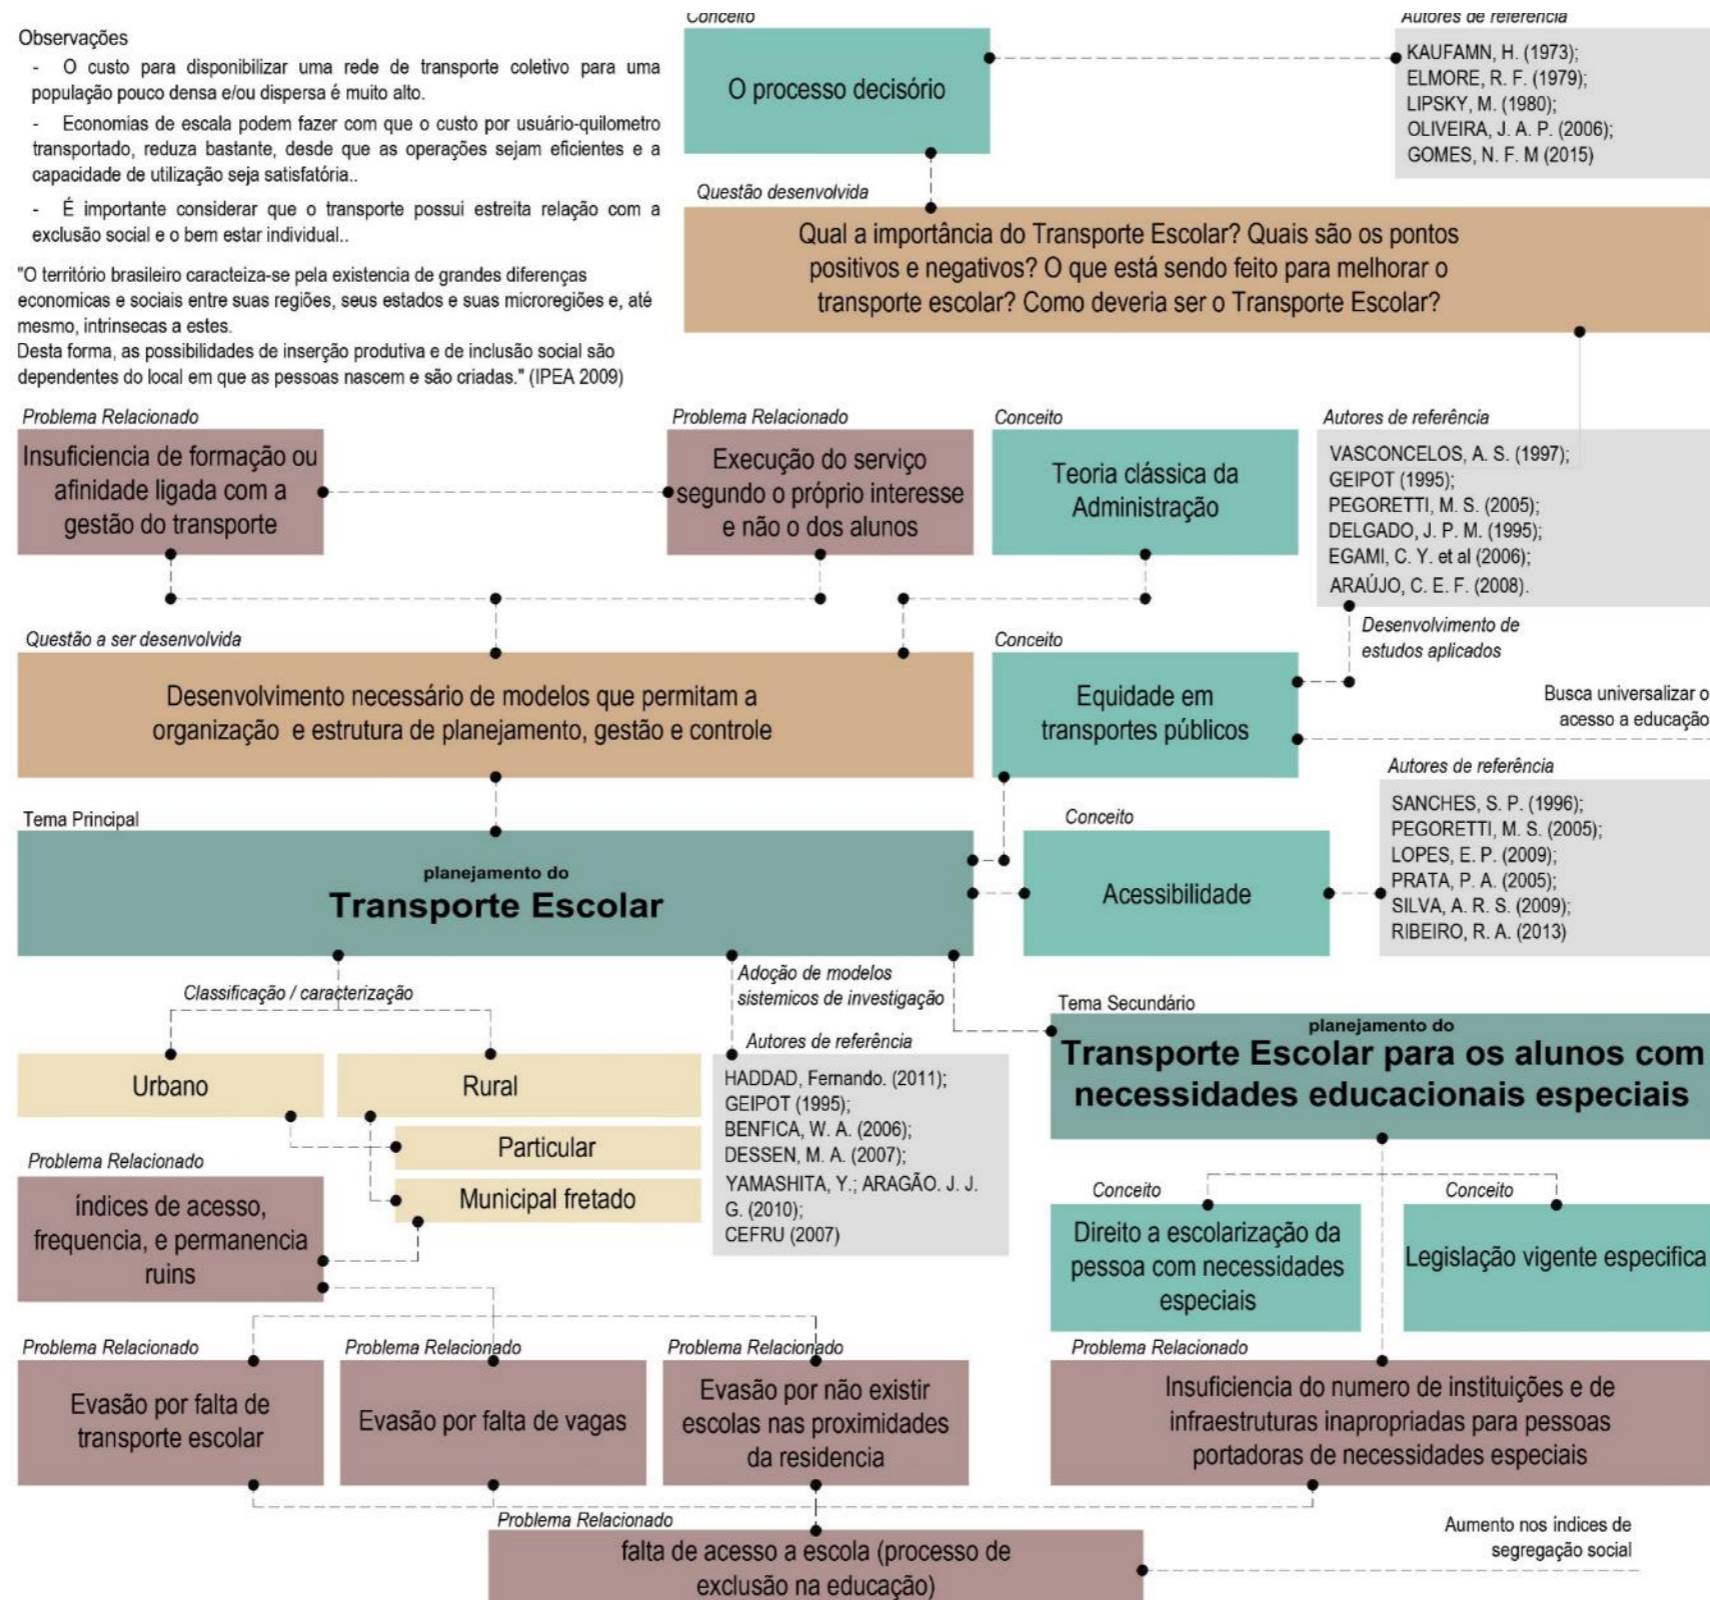 Observações
- O custo para disponibilizar uma rede de transporte coletivo para uma
população pouco densa e/ou dispersa é muito alto.
- Economias de escala podem fazer com que o custo por usuário-quilometro
transportado, reduza bastante, desde que as operações sejam eficientes e a
capacidade de utilização seja satisfatória..
- É importante considerar que o transporte possui estreita relação com a
exclusão social e o bem estar individual..
"O território brasileiro caracteiza-se pela existencia de grandes diferenças
economicas e sociais entre suas regiões, seus estados e suas microregiões e, até
mesmo, intrinsecas a estes.
Desta forma, as possibilidades de inserção produtiva e de inclusão social são
dependentes do local em que as pessoas nascem e são criadas." (IPEA 2009)
Conceito
O processo decisório
Autores de referência
KAUFAMN, H. (1973);
ELMORE, R. F. (1979);
LIPSKY, M. (1980);
OLIVEIRA, J. A. P. (2006);
GOMES, N. F. M (2015)
Questão desenvolvida
Qual a importância do Transporte Escolar? Quais são os pontos
positivos e negativos? O que está sendo feito para melhorar o
transporte escolar? Como deveria ser o Transporte Escolar?
Problema Relacionado
Insuficiencia de formação ou
afinidade ligada com a
gestão do transporte
Problema Relacionado
Execução do serviço
segundo o próprio interesse
e não o dos alunos
Conceito
Teoria clássica da
Administração
Autores de referência
VASCONCELOS, A. S. (1997);
GEIPOT (1995);
PEGORETTI, M. S. (2005);
DELGADO, J. P. M. (1995);
EGAMI, C. Y. et al (2006);
ARAÚJO, C. E. F. (2008).
Desenvolvimento de
estudos aplicados
Questão a ser desenvolvida
Desenvolvimento necessário de modelos que permitam a
organização e estrutura de planejamento, gestão e controle
Conceito
Equidade em
transportes públicos
Busca universalizar o
acesso a educação
Autores de referência
SANCHES, S. P. (1996);
PEGORETTI, M. S. (2005);
LOPES, E. P. (2009);
PRATA, P. A. (2005);
SILVA, A. R. S. (2009);
RIBEIRO, R. A. (2013)
Tema Principal
planejamento do
Transporte Escolar
Conceito
Acessibilidade
Classificação / caracterização
Adoção de modelos
sistemicos de investigação
Urbano
Rural
Particular
Municipal fretado
Autores de referência
HADDAD, Fernando. (2011);
GEIPOT (1995);
BENFICA, W. A. (2006);
DESSEN, M. A. (2007);
YAMASHITA, Y.; ARAGÃO. J. J.
G. (2010);
CEFRU (2007)
Tema Secundário
planejamento do
Transporte Escolar para os alunos com
necessidades educacionais especiais
Problema Relacionado
índices de acesso,
frequencia, e permanencia
ruins
Conceito
Direito a escolarização da
pessoa com necessidades
especiais
Conceito
Legislação vigente especifica
Problema Relacionado
Evasão por falta de
transporte escolar
Problema Relacionado
Evasão por falta de vagas
Problema Relacionado
Evasão por não existir
escolas nas proximidades
da residencia
Problema Relacionado
Insuficiencia do numero de instituições e de
infraestruturas inapropriadas para pessoas
portadoras de necessidades especiais
Problema Relacionado
falta de acesso a escola (processo de
exclusão na educação)
Aumento nos índices de
segregação social